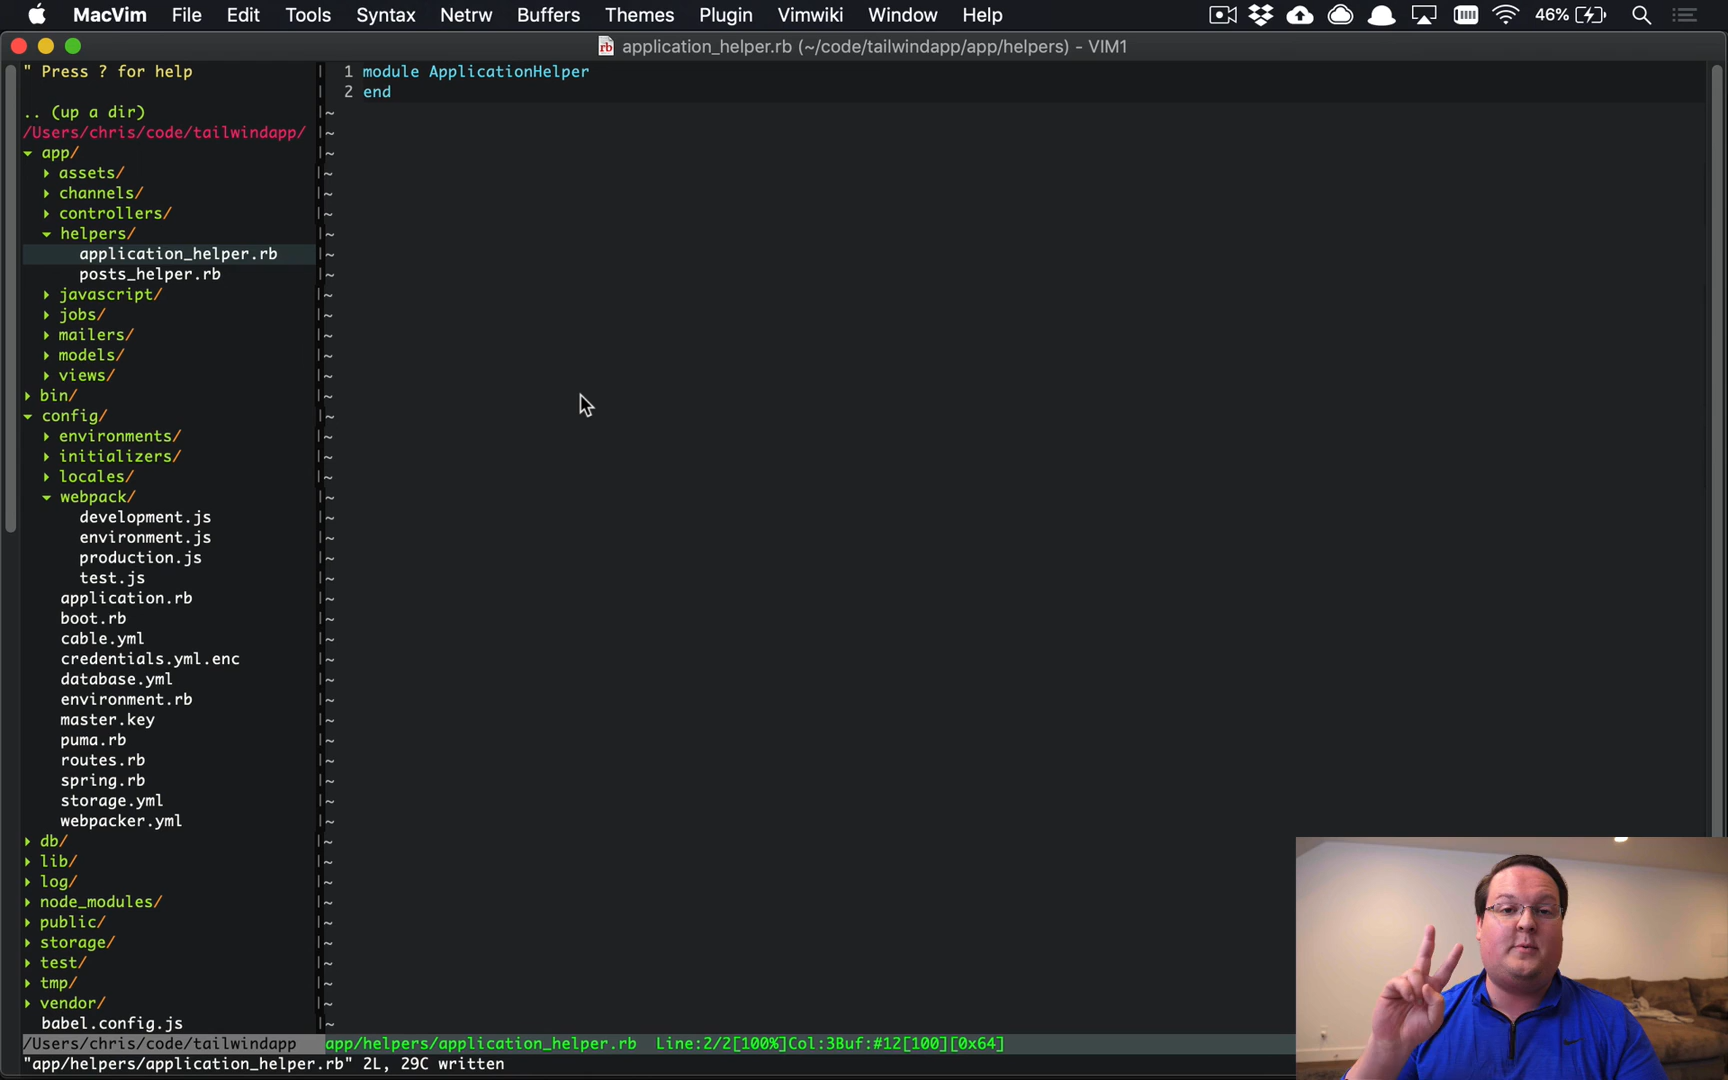 MacVim File Edit Tools Syntax Netrw Buffers Themes Plugin Vimwiki Window Help 46%
rb application_helper.rb (~/code/tailwindapp/app/helpers) - VIM1
" Press ? for help
.. (up a dir)
/Users/chris/code/tailwindapp/
app/
assets/
channels/
controllers/
helpers/
application_helper.rb
posts_helper.rb
javascript/
jobs/
mailers/
models/
views/
bin/
config/
environments/
initializers/
locales/
webpack/
development.js
environment.js
production.js
test.js
application.rb
boot.rb
cable.yml
credentials.yml.enc
database.yml
environment.rb
master.key
puma.rb
routes.rb
spring.rb
storage.yml
webpacker.yml
db/
lib/
log/
node_modules/
public/
storage/
test/
tmp/
vendor/
babel.config.js
/Users/chris/code/tailwindapp
1 module ApplicationHelper
2 end
app/helpers/application_helper.rb Line:2/2[100%]Col:3Buf:#12[100][0x64]
"app/helpers/application_helper.rb" 2L, 29C written